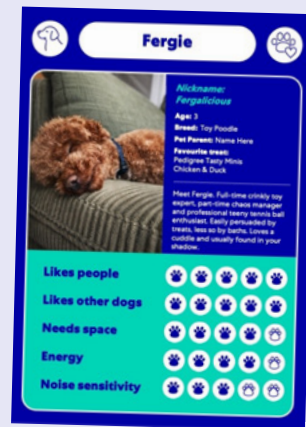 Fergie
Nickname:
Fergalicious
Age: 3
Breed: Toy Poodle
Pet Parent: Name Here
Favourite treat:
Pedigree Tasty Minis
Chicken & Duck
Meet Fergie. Full-time crinkly toy
expert, part-time chaos manager
and professional teeny tennis ball
enthusiast. Easily persuaded by
treats, less so by baths. Loves a
cuddle and usually found in your
shadow.
Likes people
Likes other dogs
Needs space
Energy
Noise sensitivity